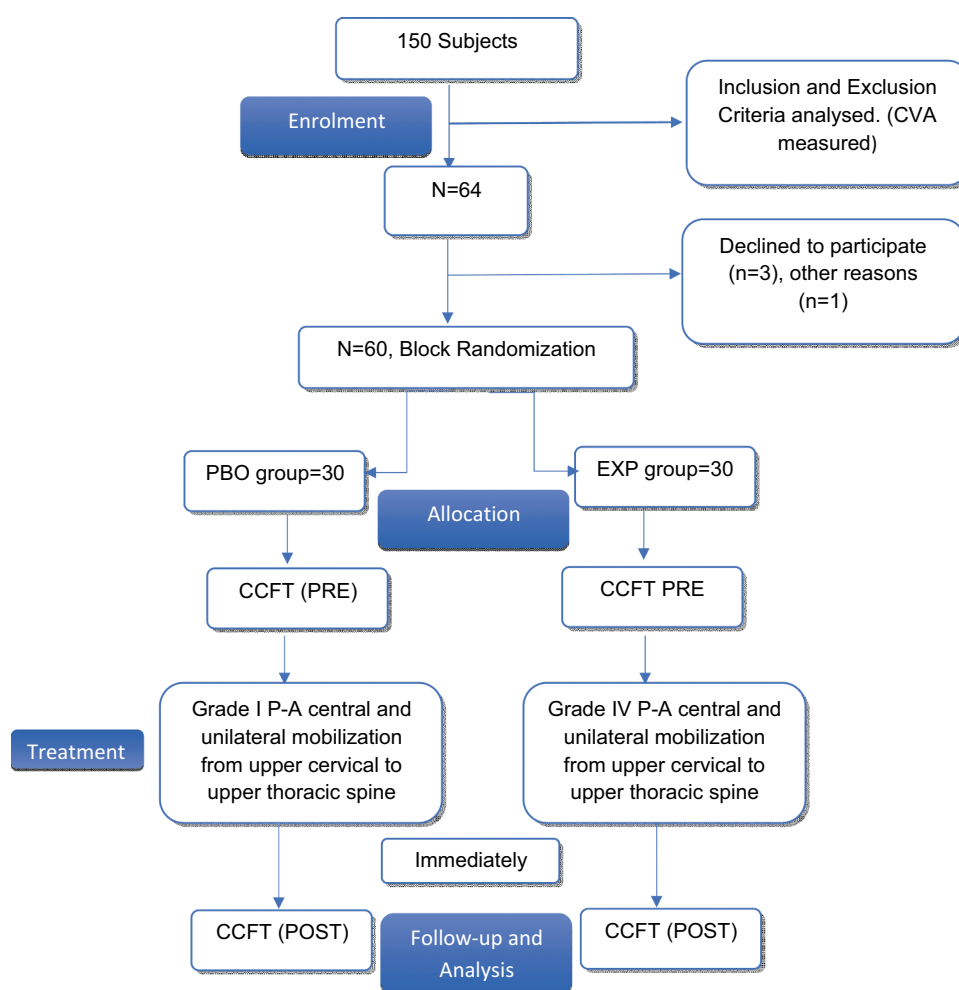 150 Subjects
Inclusion and Exclusion
Criteria analysed. (CVA
measured)
Enrolment
N=64
Declined to participate
(n=3), other reasons
(n=1)
N=60, Block Randomization
PBO group=30
EXP group=30
Allocation
CCFT (PRE)
CCFT PRE
Grade I P-A central and
unilateral mobilization
from upper cervical to
upper thoracic spine
Grade IV P-A central and
unilateral mobilization
from upper cervical to
upper thoracic spine
Treatment
Immediately
CCFT (POST)
CCFT (POST)
Follow-up and
Analysis